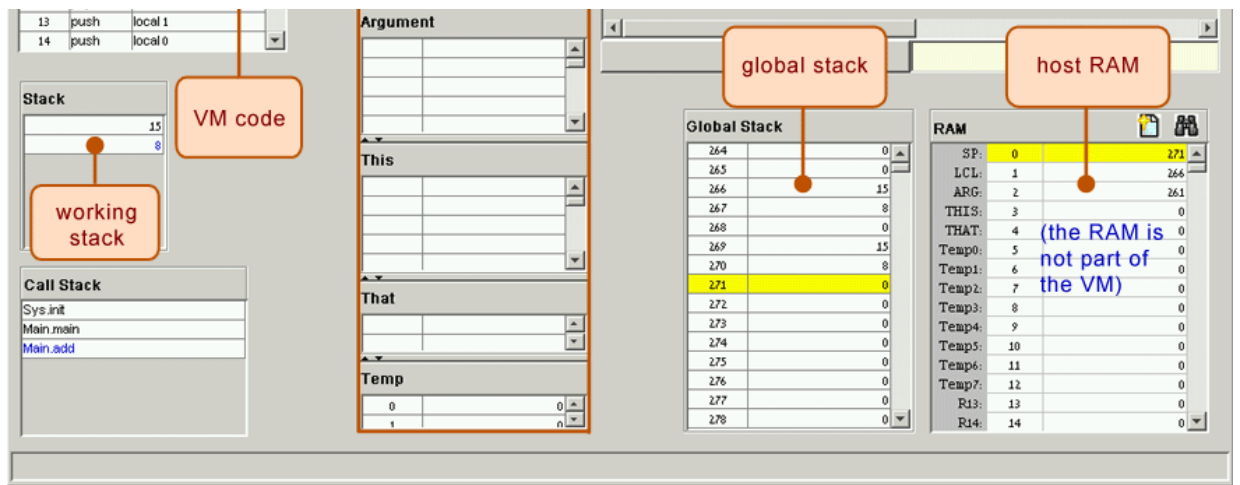 13 push local 1
14 push local 0
Stack
15
8
VM code
working
stack
Call Stack
Sys.init
Main.main
Main.add
Argument
This
That
Temp
0 0
1 0
global stack
Global Stack
264 0
265 0
266 15
267 8
268 0
269 15
270 8
271 0
272 0
273 0
274 0
275 0
276 0
277 0
278 0
host RAM
RAM
SP: 0 271
LCL: 1 266
ARG: 2 261
THIS: 3 0
THAT: 4 0
Temp0: 5 0
Temp1: 6 0
Temp2: 7 0
Temp3: 8 0
Temp4: 9 0
Temp5: 10 0
Temp6: 11 0
Temp7: 12 0
R13: 13 0
R14: 14 0
(the RAM is
not part of
the VM)